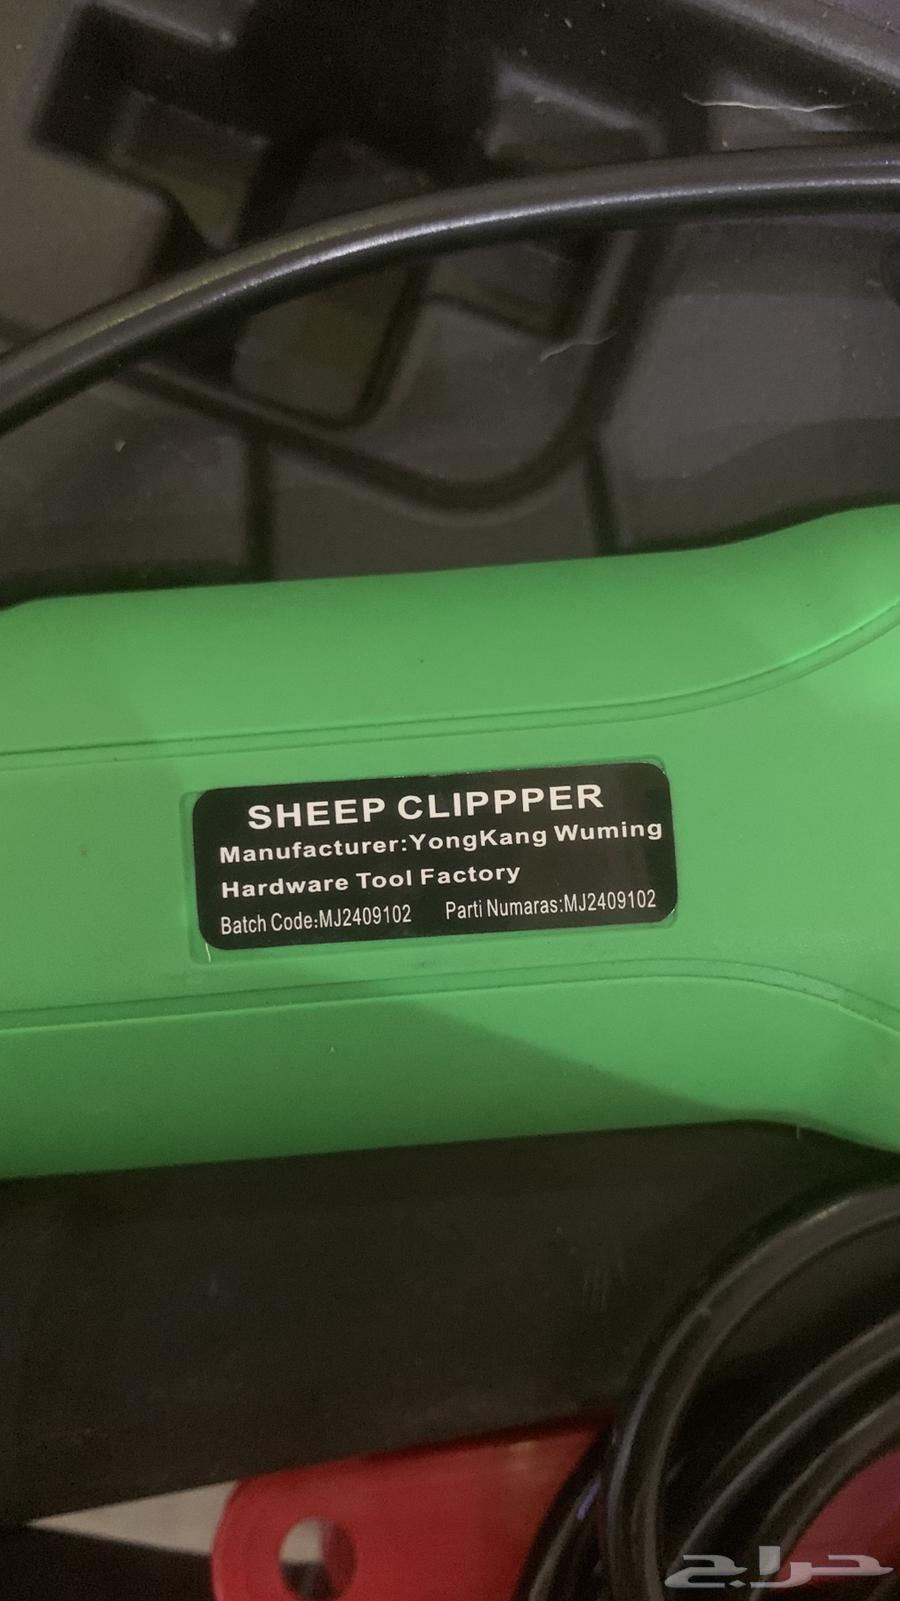 SHEEP CLIPPPER
Manufacturer:YongKang Wuming
Hardware Tool Factory
Batch Code:MJ2409102 Parti Numaras:MJ2409102
حراج